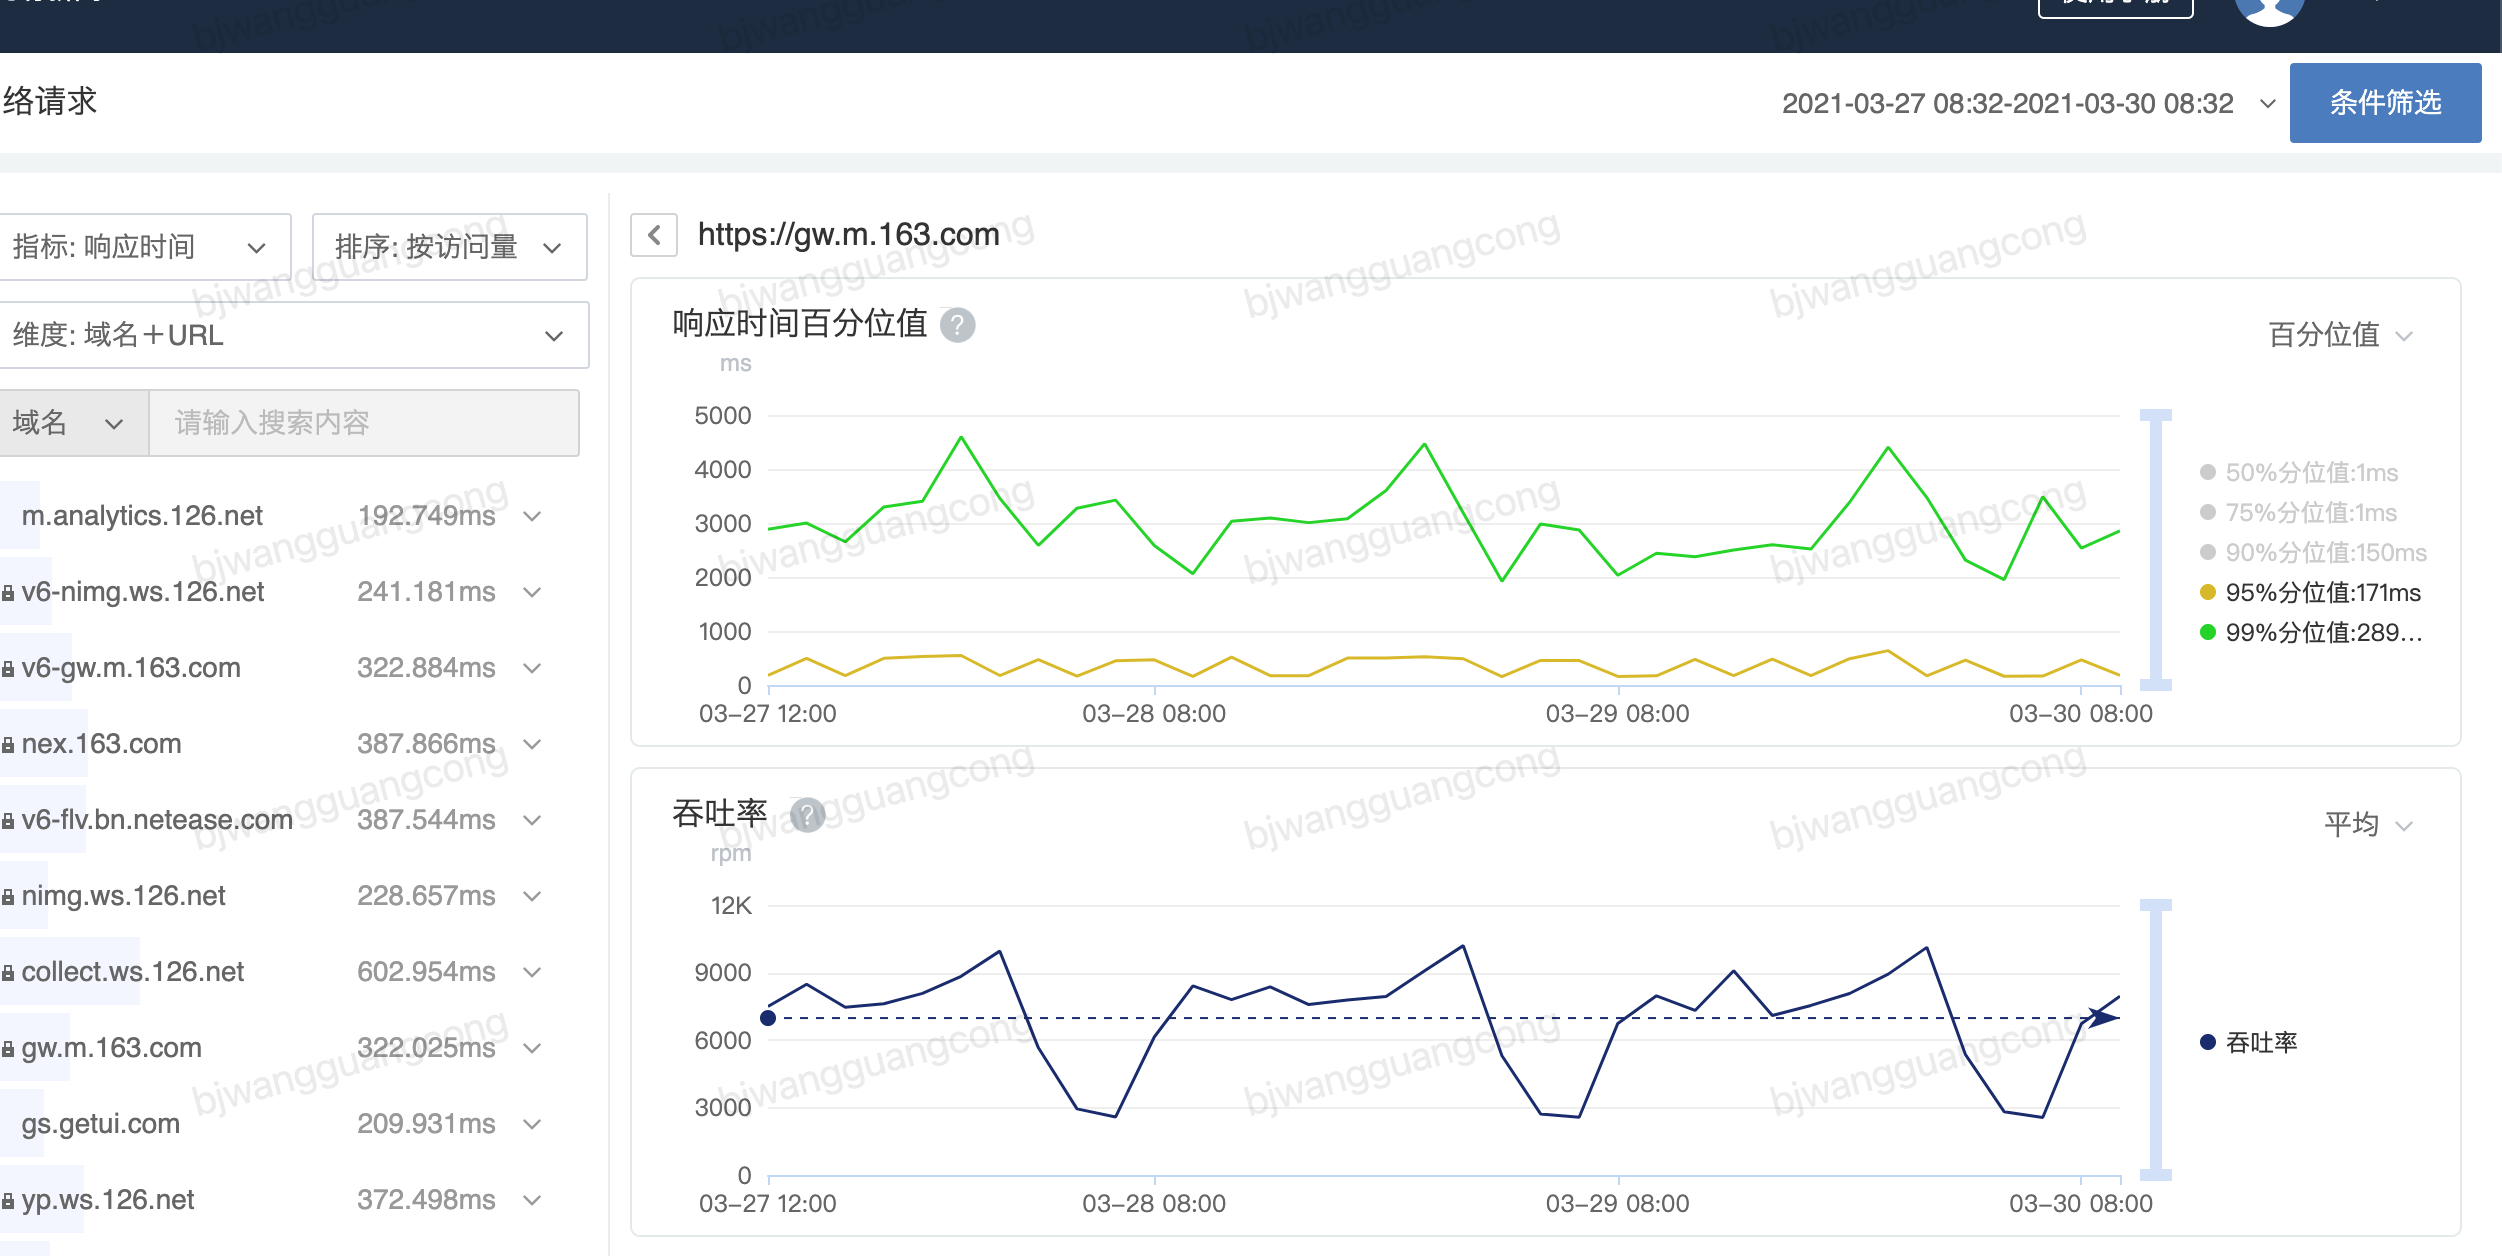 络请求
2021-03-27 08:32-2021-03-30 08:32
条件筛选
指标: 响应时间
排序: 按访问量
维度: 域名＋URL
域名
请输入搜索内容
m.analytics.126.net 192.749ms
v6-nimg.ws.126.net 241.181ms
v6-gw.m.163.com 322.884ms
nex.163.com 387.866ms
v6-flv.bn.netease.com 387.544ms
nimg.ws.126.net 228.657ms
collect.ws.126.net 602.954ms
gw.m.163.com 322.025ms
gs.getui.com 209.931ms
yp.ws.126.net 372.498ms
https://gw.m.163.com
响应时间百分位值 ?
百分位值
ms
5000
4000
3000
2000
1000
0
03-27 12:00
03-28 08:00
03-29 08:00
03-30 08:00
50%分位值:1ms
75%分位值:1ms
90%分位值:150ms
95%分位值:171ms
99%分位值:289...
吞吐率 ?
平均
rpm
12K
9000
6000
3000
0
03-27 12:00
03-28 08:00
03-29 08:00
03-30 08:00
吞吐率
bjwangguangcong